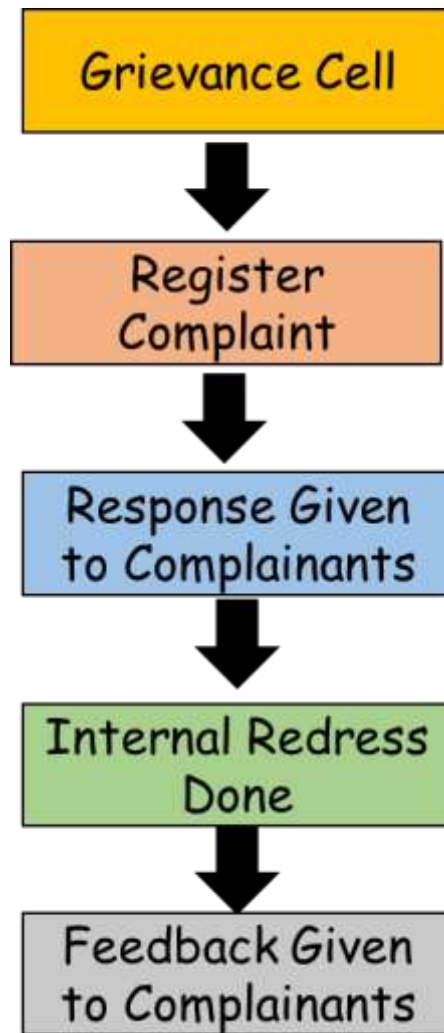 Grievance Cell
Register
Complaint
Response Given
to Complainants
Internal Redress
Done
Feedback Given
to Complainants